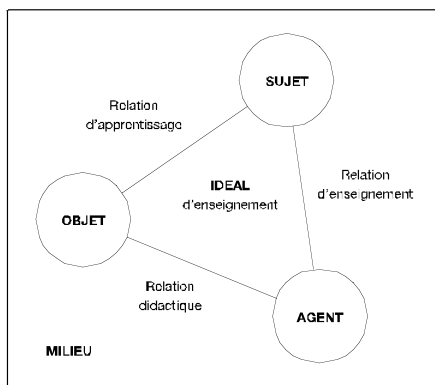 SUJET
Relation
d'apprentissage
IDEAL
d'enseignement
Relation
d'enseignement
OBJET
Relation
didactique
AGENT
MILIEU